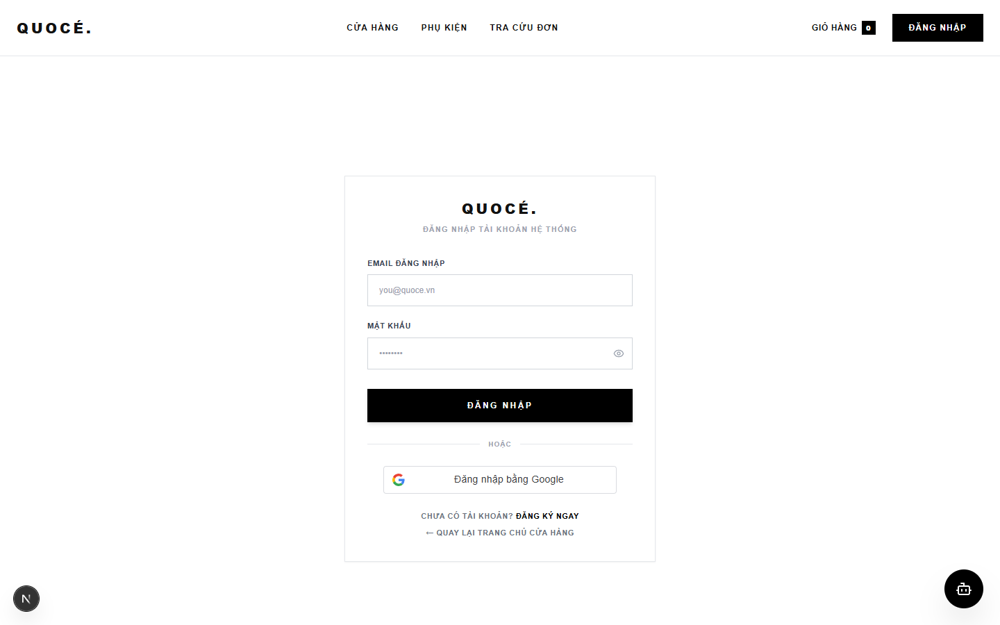 QUOCÉ.
CỬA HÀNG
PHỤ KIỆN
TRA CỨU ĐƠN
GIỎ HÀNG 0
ĐĂNG NHẬP
QUOCÉ.
ĐĂNG NHẬP TÀI KHOẢN HỆ THỐNG
EMAIL ĐĂNG NHẬP
you@quoce.vn
MẬT KHẨU
••••••••
ĐĂNG NHẬP
HOẶC
Đăng nhập bằng Google
CHƯA CÓ TÀI KHOẢN? ĐĂNG KÝ NGAY
← QUAY LẠI TRANG CHỦ CỬA HÀNG
N